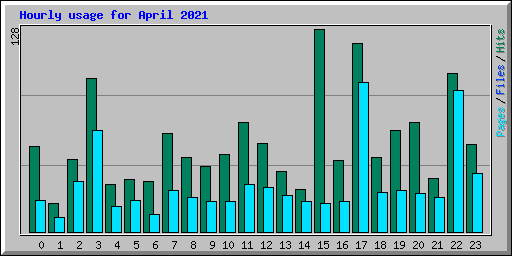 Hourly usage for April 2021
128
Pages / Files / Hits
0 1 2 3 4 5 6 7 8 9 10 11 12 13 14 15 16 17 18 19 20 21 22 23